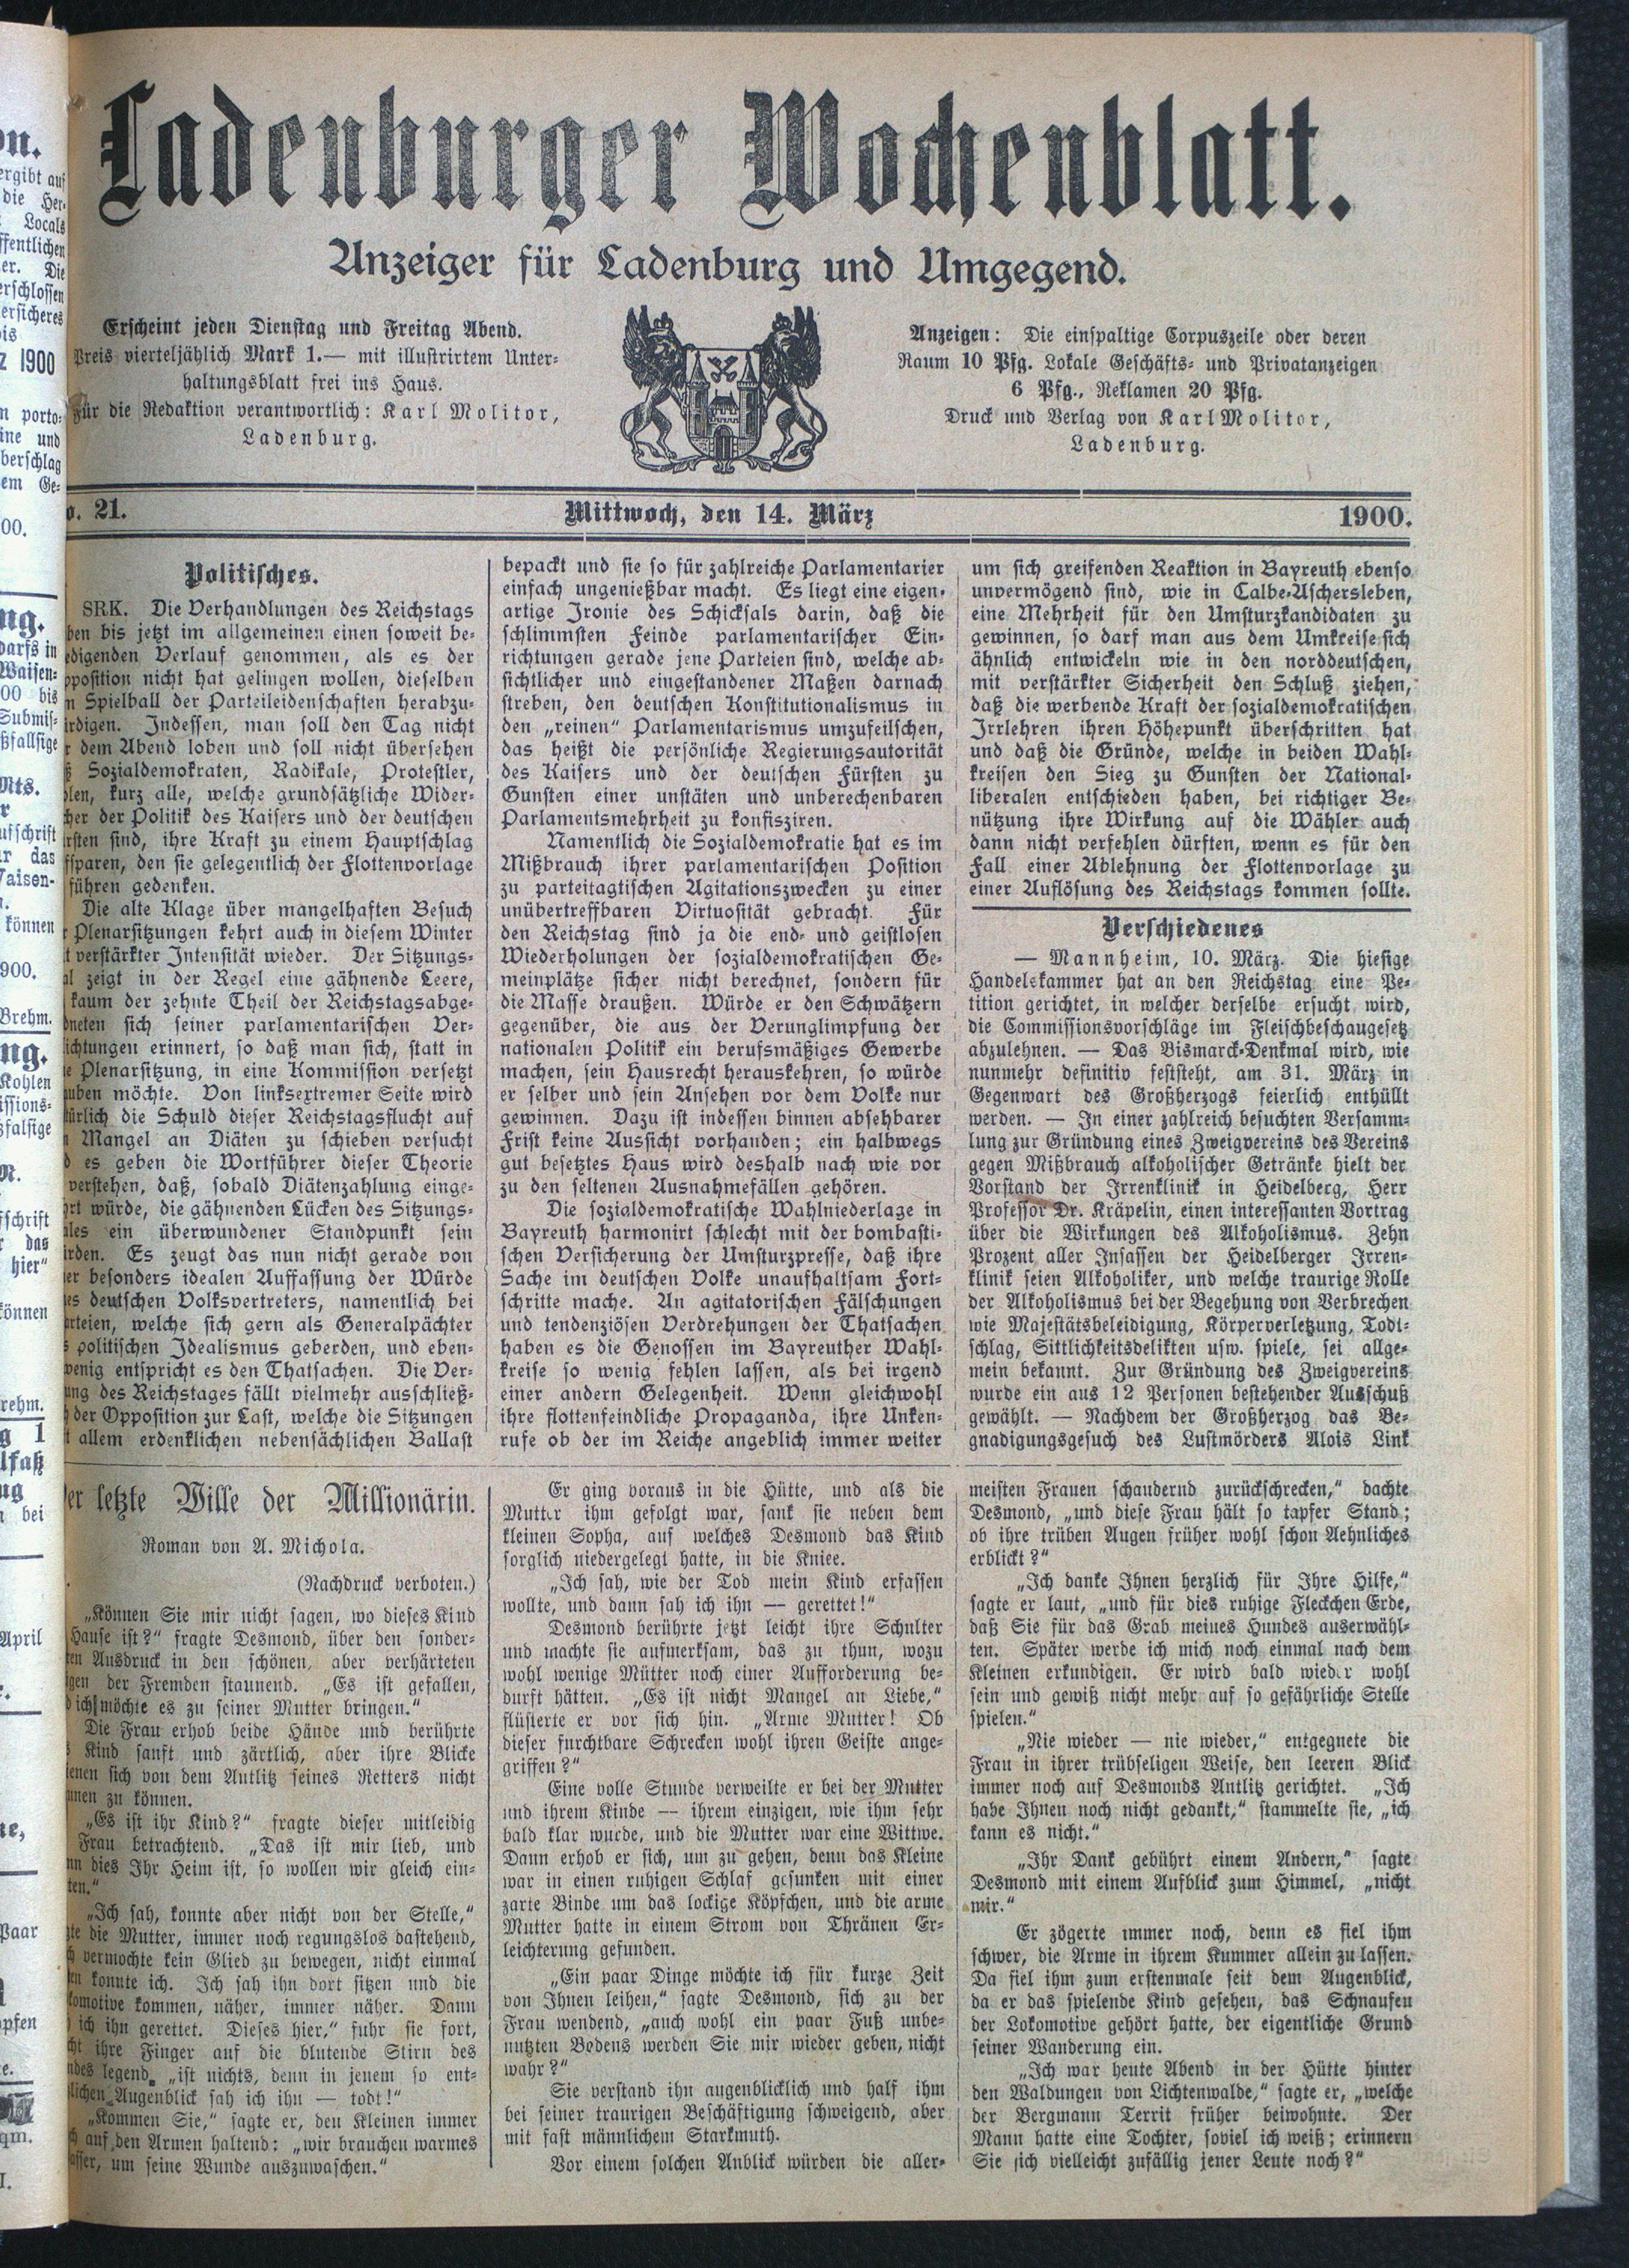 Ladenburger Wochenblatt.
Anzeiger für Ladenburg und Umgegend.
Erscheint jeden Dienstag und Freitag Abend.
Preis vierteljährlich Mark 1.— mit illustrirtem Unter-
haltungsblatt frei ins Haus.
Für die Redaktion verantwortlich: Karl Molitor,
Ladenburg.
Anzeigen: Die einspaltige Corpuszeile oder deren
Raum 10 Pfg. Lokale Geschäfts- und Privatanzeigen
6 Pfg., Reklamen 20 Pfg.
Druck und Verlag von Karl Molitor,
Ladenburg.
o. 21.
Mittwoch, den 14. März
1900.
Politisches.
SRK. Die Verhandlungen des Reichstags
ben bis jetzt im allgemeinen einen soweit be-
edigenden Verlauf genommen, als es der
pposition nicht hat gelingen wollen, dieselben
n Spielball der Parteileidenschaften herabzu-
irdigen. Indessen, man soll den Tag nicht
r dem Abend loben und soll nicht übersehen
ß Sozialdemokraten, Radikale, Protestler,
olen, kurz alle, welche grundsätzliche Wider-
cher der Politik des Kaisers und der deutschen
rsten sind, ihre Kraft zu einem Hauptschlag
fsparen, den sie gelegentlich der Flottenvorlage
führen gedenken.
Die alte Klage über mangelhaften Besuch
r Plenarsitzungen kehrt auch in diesem Winter
t verstärkter Intensität wieder. Der Sitzungs-
al zeigt in der Regel eine gähnende Leere,
kaum der zehnte Theil der Reichstagsabge-
dneten sich seiner parlamentarischen Ver-
ichtungen erinnert, so daß man sich, statt in
e Plenarsitzung, in eine Kommission versetzt
auben möchte. Von linksextremer Seite wird
türlich die Schuld dieser Reichstagsflucht auf
n Mangel an Diäten zu schieben versucht
d es geben die Wortführer dieser Theorie
verstehen, daß, sobald Diätenzahlung einge-
hrt würde, die gähnenden Lücken des Sitzungs-
ales ein überwundener Standpunkt sein
irden. Es zeugt das nun nicht gerade von
er besonders idealen Auffassung der Würde
es deutschen Volksvertreters, namentlich bei
arteien, welche sich gern als Generalpächter
s politischen Idealismus geberden, und eben-
wenig entspricht es den Thatsachen. Die Ver-
ung des Reichstages fällt vielmehr ausschließ-
h der Opposition zur Last, welche die Sitzungen
t allem erdenklichen nebensächlichen Ballast
bepackt und sie so für zahlreiche Parlamentarier
einfach ungenießbar macht. Es liegt eine eigen-
artige Ironie des Schicksals darin, daß die
schlimmsten Feinde parlamentarischer Ein-
richtungen gerade jene Parteien sind, welche ab-
sichtlicher und eingestandener Maßen darnach
streben, den deutschen Konstitutionalismus in
den „reinen“ Parlamentarismus umzufeilschen,
das heißt die persönliche Regierungsautorität
des Kaisers und der deutschen Fürsten zu
Gunsten einer unstäten und unberechenbaren
Parlamentsmehrheit zu konfisziren.
Namentlich die Sozialdemokratie hat es im
Mißbrauch ihrer parlamentarischen Position
zu parteitagtischen Agitationszwecken zu einer
unübertreffbaren Virtuosität gebracht. Für
den Reichstag sind ja die end- und geistlosen
Wiederholungen der sozialdemokratischen Ge-
meinplätze sicher nicht berechnet, sondern für
die Masse draußen. Würde er den Schwätzern
gegenüber, die aus der Verunglimpfung der
nationalen Politik ein berufsmäßiges Gewerbe
machen, sein Hausrecht herauskehren, so würde
er selber und sein Ansehen vor dem Volke nur
gewinnen. Dazu ist indessen binnen absehbarer
Frist keine Aussicht vorhanden; ein halbwegs
gut besetztes Haus wird deshalb nach wie vor
zu den seltenen Ausnahmefällen gehören.
Die sozialdemokratische Wahlniederlage in
Bayreuth harmonirt schlecht mit der bombasti-
schen Versicherung der Umsturzpresse, daß ihre
Sache im deutschen Volke unaufhaltsam Fort-
schritte mache. An agitatorischen Fälschungen
und tendenziösen Verdrehungen der Thatsachen
haben es die Genossen im Bayreuther Wahl-
kreise so wenig fehlen lassen, als bei irgend
einer andern Gelegenheit. Wenn gleichwohl
ihre flottenfeindliche Propaganda, ihre Unken-
rufe ob der im Reiche angeblich immer weiter
um sich greifenden Reaktion in Bayreuth ebenso
unvermögend sind, wie in Calbe-Aschersleben,
eine Mehrheit für den Umsturzkandidaten zu
gewinnen, so darf man aus dem Umkreise sich
ähnlich entwickeln wie in den norddeutschen,
mit verstärkter Sicherheit den Schluß ziehen,
daß die werbende Kraft der sozialdemokratischen
Irrlehren ihren Höhepunkt überschritten hat
und daß die Gründe, welche in beiden Wahl-
kreisen den Sieg zu Gunsten der National-
liberalen entschieden haben, bei richtiger Be-
nützung ihre Wirkung auf die Wähler auch
dann nicht verfehlen dürften, wenn es für den
Fall einer Ablehnung der Flottenvorlage zu
einer Auflösung des Reichstags kommen sollte.
Verschiedenes
— Mannheim, 10. März. Die hiesige
Handelskammer hat an den Reichstag eine Pe-
tition gerichtet, in welcher derselbe ersucht wird,
die Commissionsvorschläge im Fleischbeschaugesetz
abzulehnen. — Das Bismarck-Denkmal wird, wie
nunmehr definitiv feststeht, am 31. März in
Gegenwart des Großherzogs feierlich enthüllt
werden. — In einer zahlreich besuchten Versamm-
lung zur Gründung eines Zweigvereins des Vereins
gegen Mißbrauch alkoholischer Getränke hielt der
Vorstand der Irrenklinik in Heidelberg, Herr
Professor Dr. Kräpelin, einen interessanten Vortrag
über die Wirkungen des Alkoholismus. Zehn
Prozent aller Insassen der Heidelberger Irren-
klinik seien Alkoholiker, und welche traurige Rolle
der Alkoholismus bei der Begehung von Verbrechen
wie Majestätsbeleidigung, Körperverletzung, Todt-
schlag, Sittlichkeitsdelikten usw. spiele, sei allge-
mein bekannt. Zur Gründung des Zweigvereins
wurde ein aus 12 Personen bestehender Ausschuß
gewählt. — Nachdem der Großherzog das Be-
gnadigungsgesuch des Lustmörders Alois Link
er letzte Wille der Millionärin.
Roman von A. Michola.
(Nachdruck verboten.)
„Können Sie mir nicht sagen, wo dieses Kind
Hause ist?“ fragte Desmond, über den sonder-
ren Ausdruck in den schönen, aber verhärteten
igen der Fremden staunend. „Es ist gefallen,
d ich möchte es zu seiner Mutter bringen.“
Die Frau erhob beide Hände und berührte
s Kind sanft und zärtlich, aber ihre Blicke
ienen sich von dem Antlitz seines Retters nicht
nnen zu können.
„Es ist ihr Kind?“ fragte dieser mitleidig
Frau betrachtend. „Das ist mir lieb, und
nn dies Ihr Heim ist, so wollen wir gleich ein-
ten.“
„Ich sah, konnte aber nicht von der Stelle,“
gte die Mutter, immer noch regungslos dastehend,
h vermochte kein Glied zu bewegen, nicht einmal
en konnte ich. Ich sah ihn dort sitzen und die
komotive kommen, näher, immer näher. Dann
ich ihn gerettet. Dieses hier,“ fuhr sie fort,
cht ihre Finger auf die blutende Stirn des
ndes legend, „ist nichts, denn in jenem so ent-
lichen Augenblick sah ich ihn — todt!“
„Kommen Sie,“ sagte er, den Kleinen immer
h auf den Armen haltend: „wir brauchen warmes
asser, um seine Wunde auszuwaschen.“
Er ging voraus in die Hütte, und als die
Mutter ihm gefolgt war, sank sie neben dem
kleinen Sopha, auf welches Desmond das Kind
sorglich niedergelegt hatte, in die Kniee.
„Ich sah, wie der Tod mein Kind erfassen
wollte, und dann sah ich ihn — gerettet!“
Desmond berührte jetzt leicht ihre Schulter
und machte sie aufmerksam, das zu thun, wozu
wohl wenige Mütter noch einer Aufforderung be-
durft hätten. „Es ist nicht Mangel an Liebe,“
flüsterte er vor sich hin. „Arme Mutter! Ob
dieser furchtbare Schrecken wohl ihren Geiste ange-
griffen?“
Eine volle Stunde verweilte er bei der Mutter
und ihrem Kinde — ihrem einzigen, wie ihm sehr
bald klar wurde, und die Mutter war eine Wittwe.
Dann erhob er sich, um zu gehen, denn das Kleine
war in einen ruhigen Schlaf gesunken mit einer
zarte Binde um das lockige Köpfchen, und die arme
Mutter hatte in einem Strom von Thränen Er-
leichterung gefunden.
„Ein paar Dinge möchte ich für kurze Zeit
von Ihnen leihen,“ sagte Desmond, sich zu der
Frau wendend, „auch wohl ein paar Fuß unbe-
nutzten Bodens werden Sie mir wieder geben, nicht
wahr?“
Sie verstand ihn augenblicklich und half ihm
bei seiner traurigen Beschäftigung schweigend, aber
mit fast männlichem Starkmuth.
Vor einem solchen Anblick würden die aller-
meisten Frauen schaudernd zurückschrecken,“ dachte
Desmond, „und diese Frau hält so tapfer Stand;
ob ihre trüben Augen früher wohl schon Aehnliches
erblickt?“
„Ich danke Ihnen herzlich für Ihre Hilfe,“
sagte er laut, „und für dies ruhige Fleckchen Erde,
daß Sie für das Grab meines Hundes auserwähl-
ten. Später werde ich mich noch einmal nach dem
Kleinen erkundigen. Er wird bald wieder wohl
sein und gewiß nicht mehr auf so gefährliche Stelle
spielen.“
„Nie wieder — nie wieder,“ entgegnete die
Frau in ihrer trübseligen Weise, den leeren Blick
immer noch auf Desmonds Antlitz gerichtet. „Ich
habe Ihnen noch nicht gedankt,“ stammelte sie, „ich
kann es nicht.“
„Ihr Dank gebührt einem Andern,“ sagte
Desmond mit einem Aufblick zum Himmel, „nicht
mir.“
Er zögerte immer noch, denn es fiel ihm
schwer, die Arme in ihrem Kummer allein zu lassen.
Da fiel ihm zum erstenmale seit dem Augenblick,
da er das spielende Kind gesehen, das Schnaufen
der Lokomotive gehört hatte, der eigentliche Grund
seiner Wanderung ein.
„Ich war heute Abend in der Hütte hinter
den Waldungen von Lichtenwalde,“ sagte er, „welche
der Bergmann Territ früher beiwohnte. Der
Mann hatte eine Tochter, soviel ich weiß; erinnern
Sie sich vielleicht zufällig jener Leute noch?“